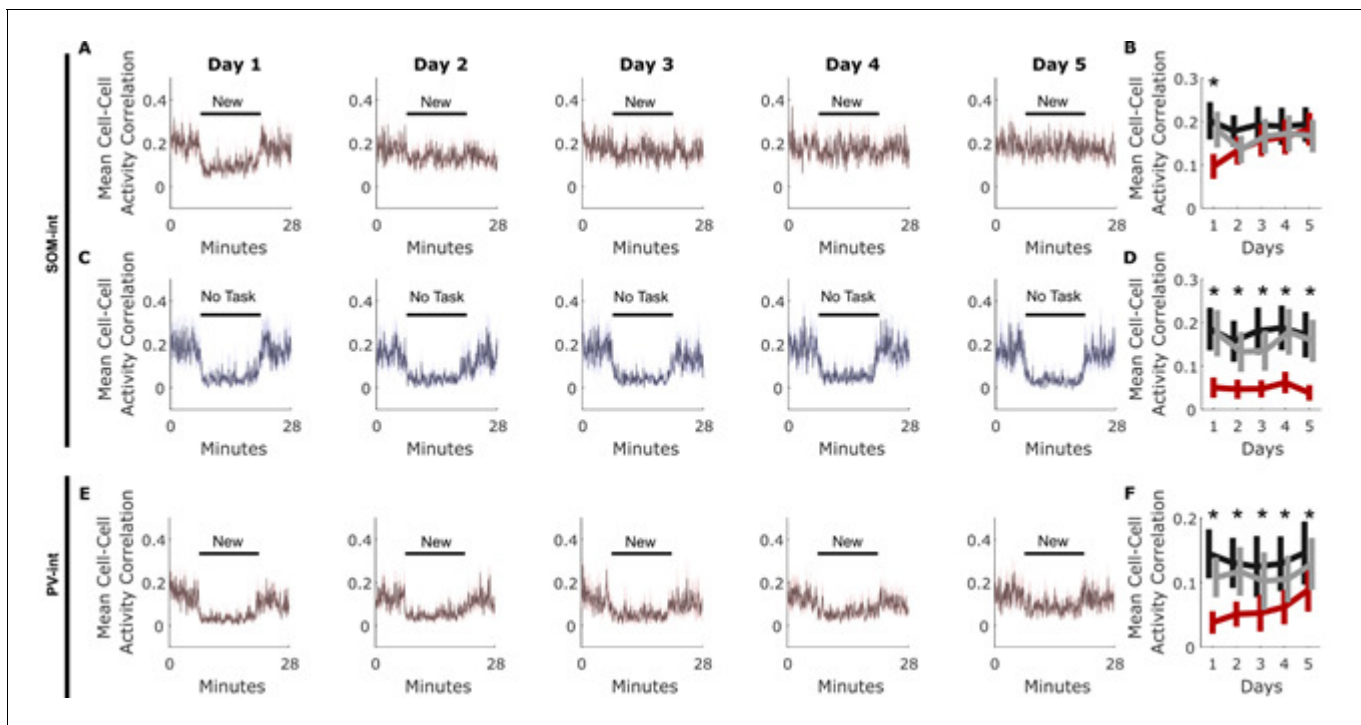 A
B
Day 1
Day 2
Day 3
Day 4
Day 5
Mean Cell-Cell
Activity Correlation
0.4
0.2
0
New
0
28
Minutes
0.4
0.2
0
New
0
28
Minutes
0.4
0.2
0
New
0
28
Minutes
0.4
0.2
0
New
0
28
Minutes
0.4
0.2
0
New
0
28
Minutes
Mean Cell-Cell
Activity Correlation
0.3
0.2
0.1
0
*
1 2 3 4 5
Days
SOM-int
C
D
Mean Cell-Cell
Activity Correlation
0.4
0.2
0
No Task
0
28
Minutes
0.4
0.2
0
No Task
0
28
Minutes
0.4
0.2
0
No Task
0
28
Minutes
0.4
0.2
0
No Task
0
28
Minutes
0.4
0.2
0
No Task
0
28
Minutes
Mean Cell-Cell
Activity Correlation
0.3
0.2
0.1
0
* * * * *
1 2 3 4 5
Days
PV-int
E
F
Mean Cell-Cell
Activity Correlation
0.4
0.2
0
New
0
28
Minutes
0.4
0.2
0
New
0
28
Minutes
0.4
0.2
0
New
0
28
Minutes
0.4
0.2
0
New
0
28
Minutes
0.4
0.2
0
New
0
28
Minutes
Mean Cell-Cell
Activity Correlation
0.2
0.1
0
* * * * *
1 2 3 4 5
Days